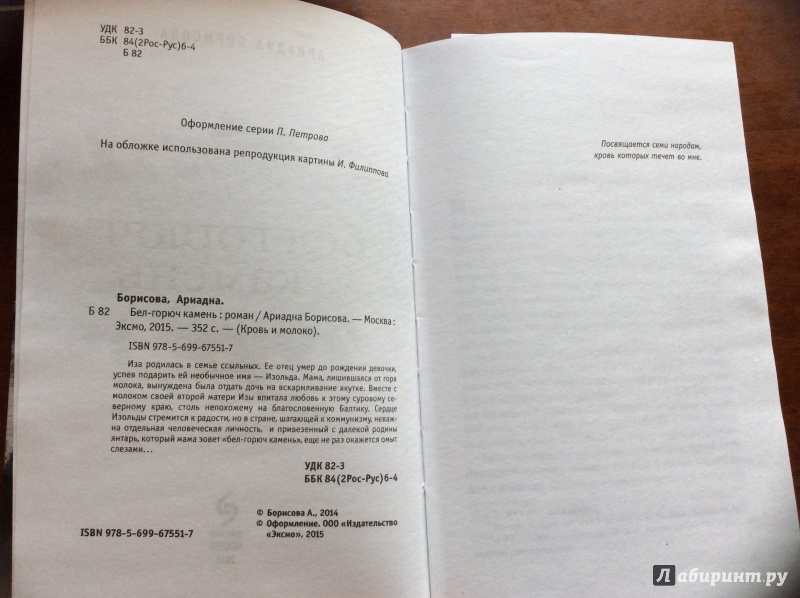 УДК 82-3
ББК 84(2Рос-Рус)6-4
Б 82
Оформление серии П. Петрова
На обложке использована репродукция картины И. Филиппова
Борисова, Ариадна.
Б 82 Бел-горюч камень : роман / Ариадна Борисова. — Москва :
Эксмо, 2015. — 352 с. — (Кровь и молоко).
ISBN 978-5-699-67551-7
Иза родилась в семье ссыльных. Ее отец умер до рождения девочки,
успев подарить ей необычное имя — Изольда. Мама, лишившаяся от горя
молока, вынуждена была отдать дочь на вскармливание якутке. Вместе с
молоком своей второй матери Изы впитала любовь к этому суровому се-
верному краю, столь непохожему на благословенную Балтику. Сердце
Изольды стремится к радости, но в стране, шагающей к коммунизму, неваж-
на отдельная человеческая личность, и привезенный с далекой родины
янтарь, который мама зовет «бел-горюч камень», еще не раз окажется омыт
слезами…
УДК 82-3
ББК 84(2Рос-Рус)6-4
© Борисова А., 2014
© Оформление. ООО «Издательство
«Эксмо», 2015
ISBN 978-5-699-67551-7
Посвящается семи народам,
кровь которых течет во мне.
Лабиринт.ру